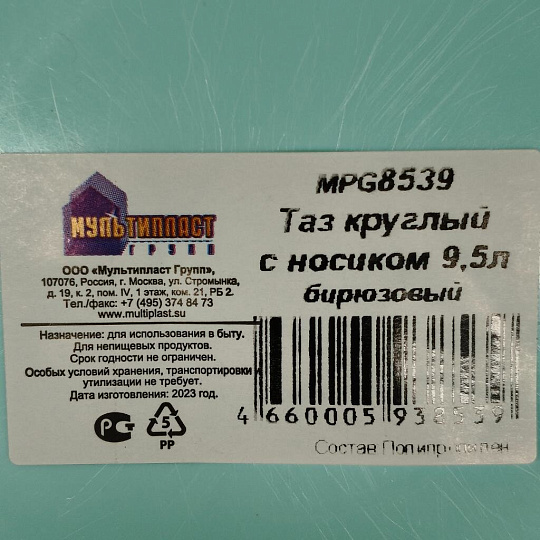 МУЛЬТИПЛАСТ
ГРУПП
ООО «Мультипласт Групп»,
107076, Россия, г. Москва, ул. Стромынка,
д. 19, к. 2, пом. IV, 1 этаж, ком. 21, РБ 2.
Тел./факс: +7 (495) 374 84 73
www.multiplast.su
Назначение: для использования в быту.
Для непищевых продуктов.
Срок годности не ограничен.
Особых условий хранения, транспортировки и
утилизации не требует.
Дата изготовления: 2023 год.
РСТ
5
PP
MPG8539
Таз круглый
с носиком 9,5л
бирюзовый
4 660005 938539
Состав Полипропилен